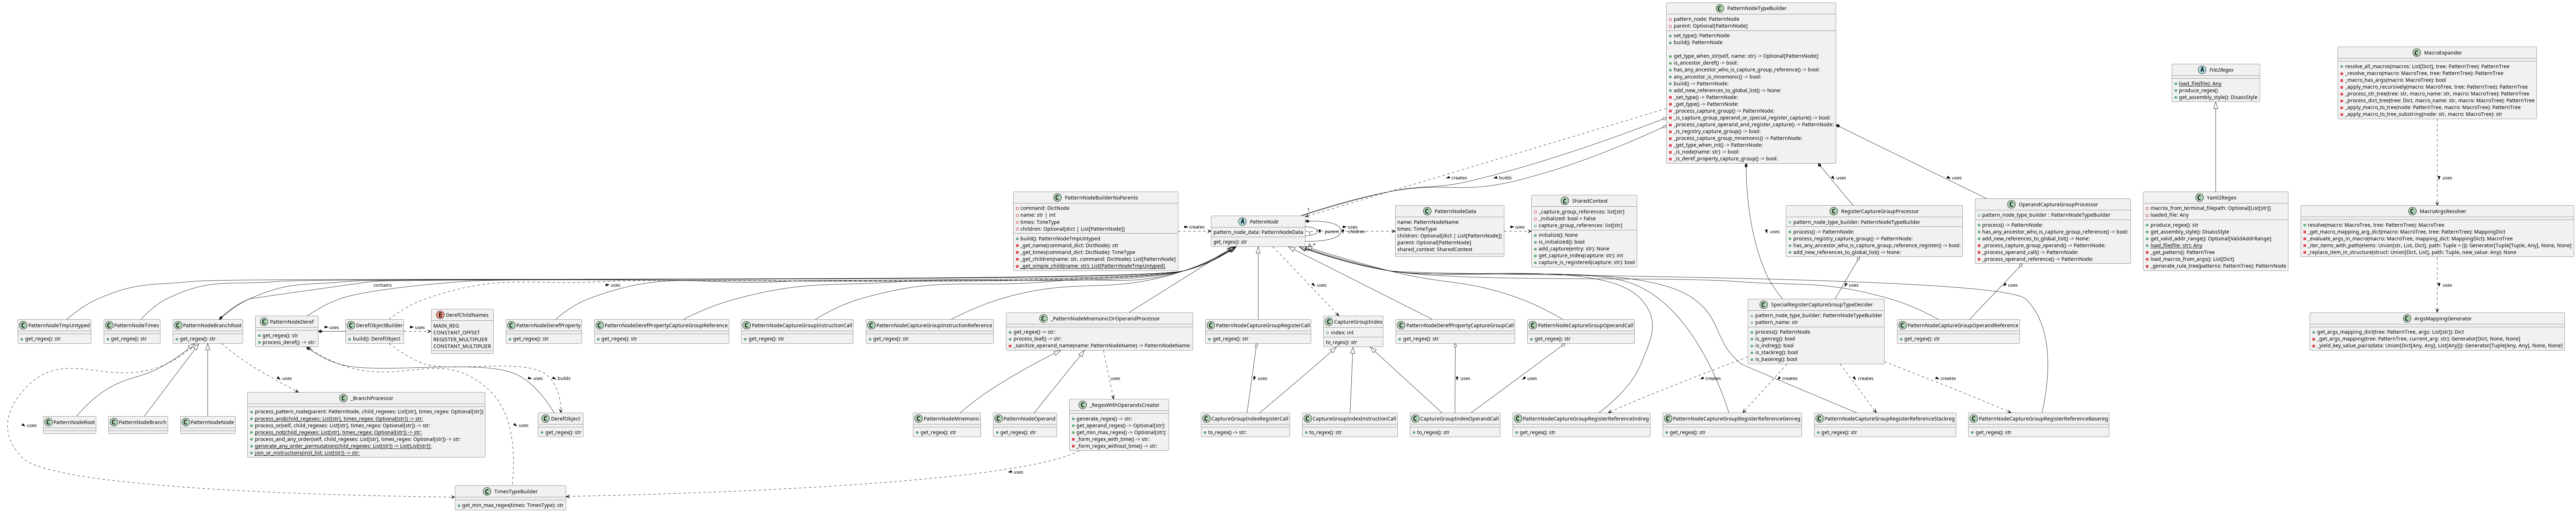 PatternNodeTypeBuilder
pattern_node: PatternNode
parent: Optional[PatternNode]
set_type(): PatternNode
build(): PatternNode
get_type_when_str(self, name: str) -> Optional[PatternNode]:
is_ancestor_deref() -> bool:
has_any_ancestor_who_is_capture_group_reference() -> bool:
any_ancestor_is_mnemonic() -> bool:
build() -> PatternNode:
add_new_references_to_global_list() -> None:
_set_type() -> PatternNode:
_get_type() -> PatternNode:
_process_capture_group() -> PatternNode:
_is_capture_group_operand_or_special_register_capture() -> bool:
_process_capture_operand_and_register_capture() -> PatternNode:
_is_registry_capture_group() -> bool:
_process_capture_group_mnemonic() -> PatternNode:
_get_type_when_int() -> PatternNode:
_is_node(name: str) -> bool:
_is_deref_property_capture_group() -> bool:
File2Regex
load_file(file): Any
produce_regex()
get_assembly_style(): DisassStyle
MacroExpander
resolve_all_macros(macros: List[Dict], tree: PatternTree): PatternTree
_resolve_macro(macro: MacroTree, tree: PatternTree): PatternTree
_macro_has_args(macro: MacroTree): bool
_apply_macro_recursively(macro: MacroTree, tree: PatternTree): PatternTree
_process_str_tree(tree: str, macro_name: str, macro: MacroTree): PatternTree
_process_dict_tree(tree: Dict, macro_name: str, macro: MacroTree): PatternTree
_apply_macro_to_tree(node: PatternTree, macro: MacroTree): PatternTree
_apply_macro_to_tree_substring(node: str, macro: MacroTree): str
creates
builds
uses
uses
uses
uses
PatternNodeBuilderNoParents
command: DictNode
name: str | int
times: TimeType
children: Optional[dict | List[PatternNode]]
build(): PatternNodeTmpUntyped
_get_name(command_dict: DictNode): str
_get_times(command_dict: DictNode): TimeType
_get_children(name: str, command: DictNode): List[PatternNode]
_get_simple_child(name: str): List[PatternNodeTmpUntyped]
creates
PatternNode
pattern_node_data: PatternNodeData
get_regex(): str
parent
children
uses
PatternNodeData
name: PatternNodeName
times: TimeType
children: Optional[dict | List[PatternNode]]
parent: Optional[PatternNode]
shared_context: SharedContext
uses
SharedContext
_capture_group_references: list[str]
_initialized: bool = False
capture_group_references: list[str]
initialize(): None
is_initialized(): bool
add_capture(entry: str): None
get_capture_index(capture: str): int
capture_is_registered(capture: str): bool
RegisterCaptureGroupProcessor
pattern_node_type_builder: PatternNodeTypeBuilder
process() -> PatternNode:
process_registry_capture_group() -> PatternNode:
has_any_ancestor_who_is_capture_group_reference_register() -> bool:
add_new_references_to_global_list() -> None:
OperandCaptureGroupProcessor
pattern_node_type_builder : PatternNodeTypeBuilder
process() -> PatternNode:
has_any_ancestor_who_is_capture_group_reference() -> bool:
add_new_references_to_global_list() -> None:
_process_capture_group_operand() -> PatternNode:
_process_operand_call() -> PatternNode:
_process_operand_reference() -> PatternNode:
Yaml2Regex
macros_from_terminal_filepath: Optional[List[str]]
loaded_file: Any
produce_regex(): str
get_assembly_style(): DisassStyle
get_valid_addr_range(): Optional[ValidAddrRange]
load_file(file: str): Any
_get_pattern(): PatternTree
load_macros_from_args(): List[Dict]
_generate_rule_tree(patterns: PatternTree): PatternNode
MacroArgsResolver
resolve(macro: MacroTree, tree: PatternTree): MacroTree
_get_macro_mapping_arg_dict(macro: MacroTree, tree: PatternTree): MappingDict
_evaluate_args_in_macro(macro: MacroTree, mapping_dict: MappingDict): MacroTree
_iter_items_with_path(elems: Union[str, List, Dict], path: Tuple = ()): Generator[Tuple[Tuple, Any], None, None]
_replace_item_in_structure(struct: Union[Dict, List], path: Tuple, new_value: Any): None
contains
uses
uses
uses
uses
PatternNodeTmpUntyped
get_regex(): str
PatternNodeTimes
get_regex(): str
PatternNodeBranchRoot
get_regex(): str
PatternNodeDeref
get_regex(): str
process_deref(): -> str:
uses
DerefObjectBuilder
build(): DerefObject
uses
DerefChildNames
MAIN_REG
CONSTANT_OFFSET
REGISTER_MULTIPLIER
CONSTANT_MULTIPLIER
PatternNodeDerefProperty
get_regex(): str
PatternNodeDerefPropertyCaptureGroupReference
get_regex(): str
PatternNodeCaptureGroupInstructionCall
get_regex(): str
PatternNodeCaptureGroupInstructionReference
get_regex(): str
_PatternNodeMnemonicOrOperandProcessor
get_regex() -> str:
process_leaf() -> str:
_sanitize_operand_name(name: PatternNodeName) -> PatternNodeName:
PatternNodeCaptureGroupRegisterCall
get_regex(): str
CaptureGroupIndex
index: int
to_regex(): str
PatternNodeDerefPropertyCaptureGroupCall
get_regex(): str
PatternNodeCaptureGroupOperandCall
get_regex(): str
SpecialRegisterCaptureGroupTypeDecider
pattern_node_type_builder: PatternNodeTypeBuilder
pattern_name: str
process(): PatternNode
is_genreg(): bool
is_indreg(): bool
is_stackreg(): bool
is_basereg(): bool
PatternNodeCaptureGroupOperandReference
get_regex(): str
ArgsMappingGenerator
get_args_mapping_dict(tree: PatternTree, args: List[str]): Dict
_get_args_mapping(tree: PatternTree, current_arg: str): Generator[Dict, None, None]
_yield_key_value_pairs(data: Union[Dict[Any, Any], List[Any]]): Generator[Tuple[Any, Any], None, None]
uses
uses
uses
builds
uses
uses
uses
uses
uses
creates
creates
creates
creates
PatternNodeRoot
PatternNodeBranch
PatternNodeNode
_BranchProcessor
process_pattern_node(parent: PatternNode, child_regexes: List[str], times_regex: Optional[str])
process_and(child_regexes: List[str], times_regex: Optional[str]) -> str:
process_or(self, child_regexes: List[str], times_regex: Optional[str]) -> str:
process_not(child_regexes: List[str], times_regex: Optional[str]) -> str:
process_and_any_order(self, child_regexes: List[str], times_regex: Optional[str]) -> str:
generate_any_order_permutation(child_regexes: List[str]) -> List[List[str]]:
join_or_instructions(inst_list: List[str]) -> str:
DerefObject
get_regex(): str
PatternNodeMnemonic
get_regex(): str
PatternNodeOperand
get_regex(): str
_RegexWithOperandsCreator
generate_regex() -> str:
get_operand_regex() -> Optional[str]:
get_min_max_regex() -> Optional[str]:
_form_regex_with_time() -> str:
_form_regex_without_time() -> str:
CaptureGroupIndexRegisterCall
to_regex() -> str:
CaptureGroupIndexInstructionCall
to_regex(): str
CaptureGroupIndexOperandCall
to_regex(): str
PatternNodeCaptureGroupRegisterReferenceIndreg
get_regex(): str
PatternNodeCaptureGroupRegisterReferenceGenreg
get_regex(): str
PatternNodeCaptureGroupRegisterReferenceStackreg
get_regex(): str
PatternNodeCaptureGroupRegisterReferenceBasereg
get_regex(): str
uses
TimesTypeBuilder
get_min_max_regex(times: TimeType): str